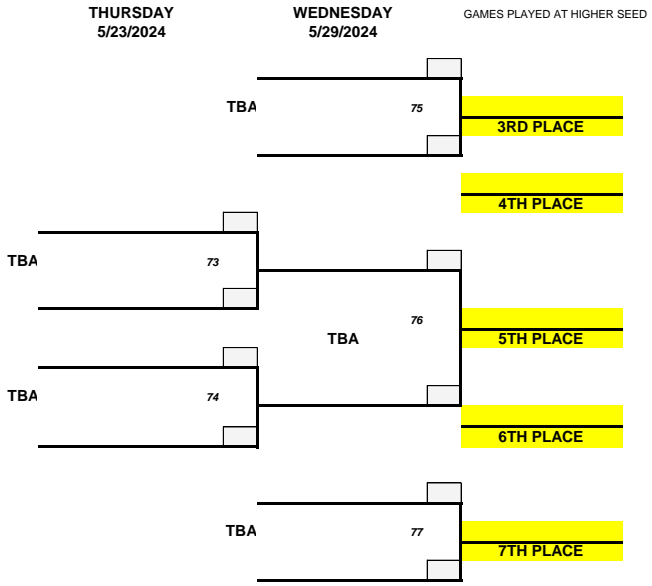 THURSDAY
5/23/2024
WEDNESDAY
5/29/2024
GAMES PLAYED AT HIGHER SEED
TBA
75
3RD PLACE
4TH PLACE
TBA
73
76
TBA
5TH PLACE
TBA
74
6TH PLACE
TBA
77
7TH PLACE